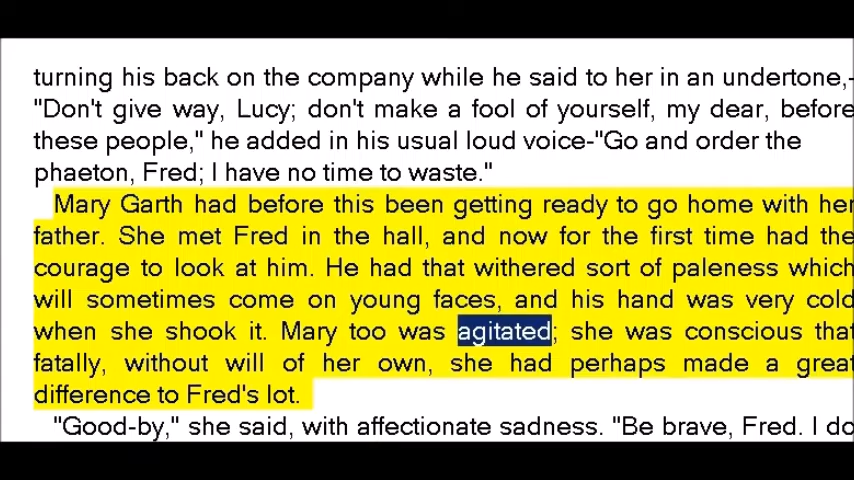 turning his back on the company while he said to her in an undertone,-
"Don't give way, Lucy; don't make a fool of yourself, my dear, before
these people," he added in his usual loud voice-"Go and order the
phaeton, Fred; I have no time to waste."
Mary Garth had before this been getting ready to go home with her
father. She met Fred in the hall, and now for the first time had the
courage to look at him. He had that withered sort of paleness which
will sometimes come on young faces, and his hand was very cold
when she shook it. Mary too was agitated; she was conscious that
fatally, without will of her own, she had perhaps made a great
difference to Fred's lot.
"Good-by," she said, with affectionate sadness. "Be brave, Fred. I do